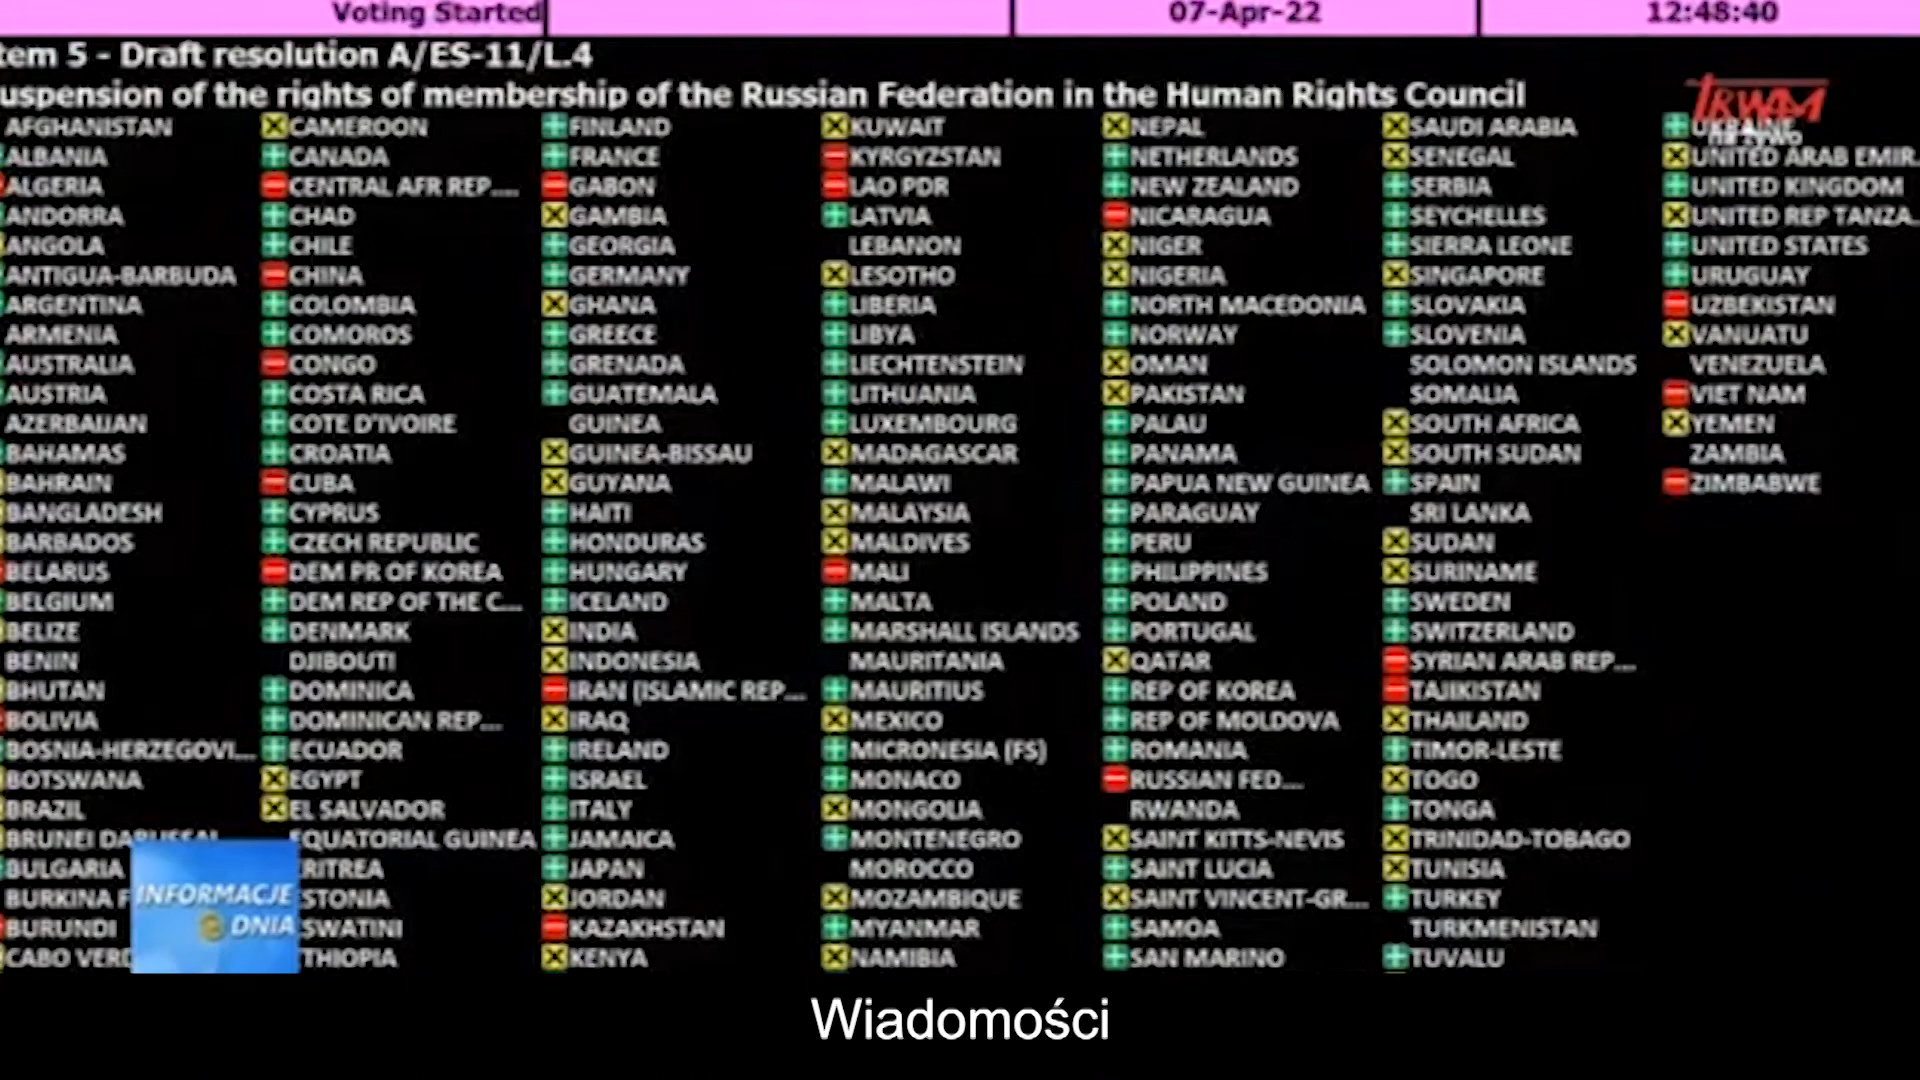 Voting Started 07-Apr-22 12:48:40
tem 5 - Draft resolution A/ES-11/L.4
uspension of the rights of membership of the Russian Federation in the Human Rights Council
TRWAM
NA ŻYWO
AFGHANISTAN
ALBANIA
ALGERIA
ANDORRA
ANGOLA
ANTIGUA-BARBUDA
ARGENTINA
ARMENIA
AUSTRALIA
AUSTRIA
AZERBAIJAN
BAHAMAS
BAHRAIN
BANGLADESH
BARBADOS
BELARUS
BELGIUM
BELIZE
BENIN
BHUTAN
BOLIVIA
BOSNIA-HERZEGOVI...
BOTSWANA
BRAZIL
BRUNEI DARUSSAL
BULGARIA
BURKINA F
BURUNDI
CABO VERD
CAMEROON
CANADA
CENTRAL AFR REP....
CHAD
CHILE
CHINA
COLOMBIA
COMOROS
CONGO
COSTA RICA
COTE D'IVOIRE
CROATIA
CUBA
CYPRUS
CZECH REPUBLIC
DEM PR OF KOREA
DEM REP OF THE C...
DENMARK
DJIBOUTI
DOMINICA
DOMINICAN REP...
ECUADOR
EGYPT
EL SALVADOR
EQUATORIAL GUINEA
RITREA
STONIA
SWATINI
THIOPIA
FINLAND
FRANCE
GABON
GAMBIA
GEORGIA
GERMANY
GHANA
GREECE
GRENADA
GUATEMALA
GUINEA
GUINEA-BISSAU
GUYANA
HAITI
HONDURAS
HUNGARY
ICELAND
INDIA
INDONESIA
IRAN (ISLAMIC REP...
IRAQ
IRELAND
ISRAEL
ITALY
JAMAICA
JAPAN
JORDAN
KAZAKHSTAN
KENYA
KUWAIT
KYRGYZSTAN
LAO PDR
LATVIA
LEBANON
LESOTHO
LIBERIA
LIBYA
LIECHTENSTEIN
LITHUANIA
LUXEMBOURG
MADAGASCAR
MALAWI
MALAYSIA
MALDIVES
MALI
MALTA
MARSHALL ISLANDS
MAURITANIA
MAURITIUS
MEXICO
MICRONESIA (FS)
MONACO
MONGOLIA
MONTENEGRO
MOROCCO
MOZAMBIQUE
MYANMAR
NAMIBIA
NEPAL
NETHERLANDS
NEW ZEALAND
NICARAGUA
NIGER
NIGERIA
NORTH MACEDONIA
NORWAY
OMAN
PAKISTAN
PALAU
PANAMA
PAPUA NEW GUINEA
PARAGUAY
PERU
PHILIPPINES
POLAND
PORTUGAL
QATAR
REP OF KOREA
REP OF MOLDOVA
ROMANIA
RUSSIAN FED...
RWANDA
SAINT KITTS-NEVIS
SAINT LUCIA
SAINT VINCENT-GR...
SAMOA
SAN MARINO
SAUDI ARABIA
SENEGAL
SERBIA
SEYCHELLES
SIERRA LEONE
SINGAPORE
SLOVAKIA
SLOVENIA
SOLOMON ISLANDS
SOMALIA
SOUTH AFRICA
SOUTH SUDAN
SPAIN
SRI LANKA
SUDAN
SURINAME
SWEDEN
SWITZERLAND
SYRIAN ARAB REP...
TAJIKISTAN
THAILAND
TIMOR-LESTE
TOGO
TONGA
TRINIDAD-TOBAGO
TUNISIA
TURKEY
TURKMENISTAN
TUVALU
UKRAINE
UNITED ARAB EMIR..
UNITED KINGDOM
UNITED REP TANZA..
UNITED STATES
URUGUAY
UZBEKISTAN
VANUATU
VENEZUELA
VIET NAM
YEMEN
ZAMBIA
ZIMBABWE
INFORMACJE
DNIA
Wiadomości